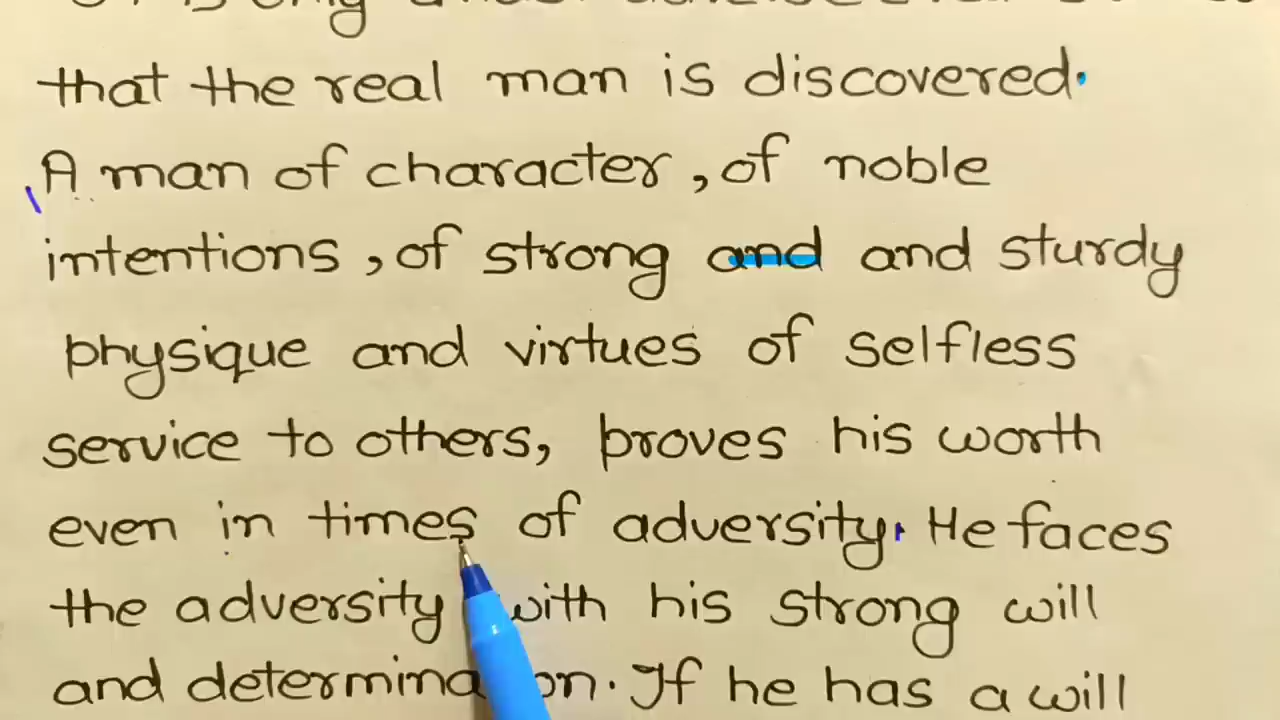 is only
that the real man is discovered.
A man of character, of noble
intentions, of strong and and sturdy
physique and virtues of selfless
service to others, proves his worth
even in times of adversity. He faces
the adversity with his strong will
and determination. If he has a will